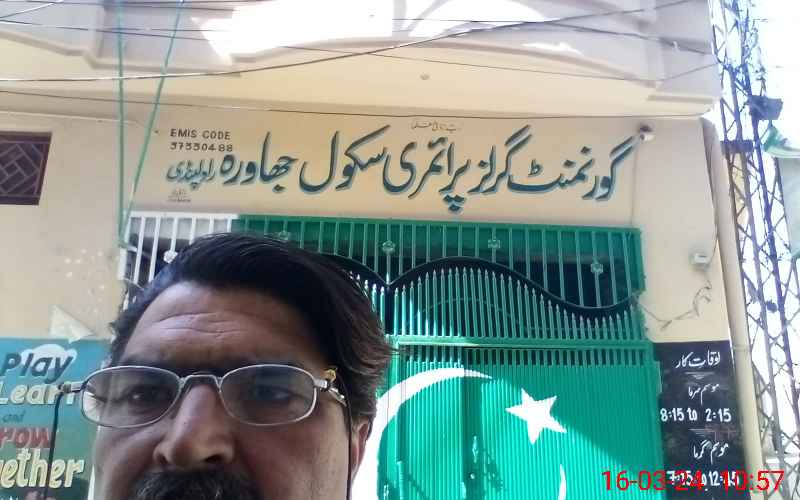 EMIS CODE
37330488
گورنمنٹ گرلز پرائمری سکول جھاورہ راولپنڈی
Play
Learn
and
Grow
Together
اوقات کار
موسم سرما
8:15 to 2:15
موسم گرما
16-03-24, 10:57